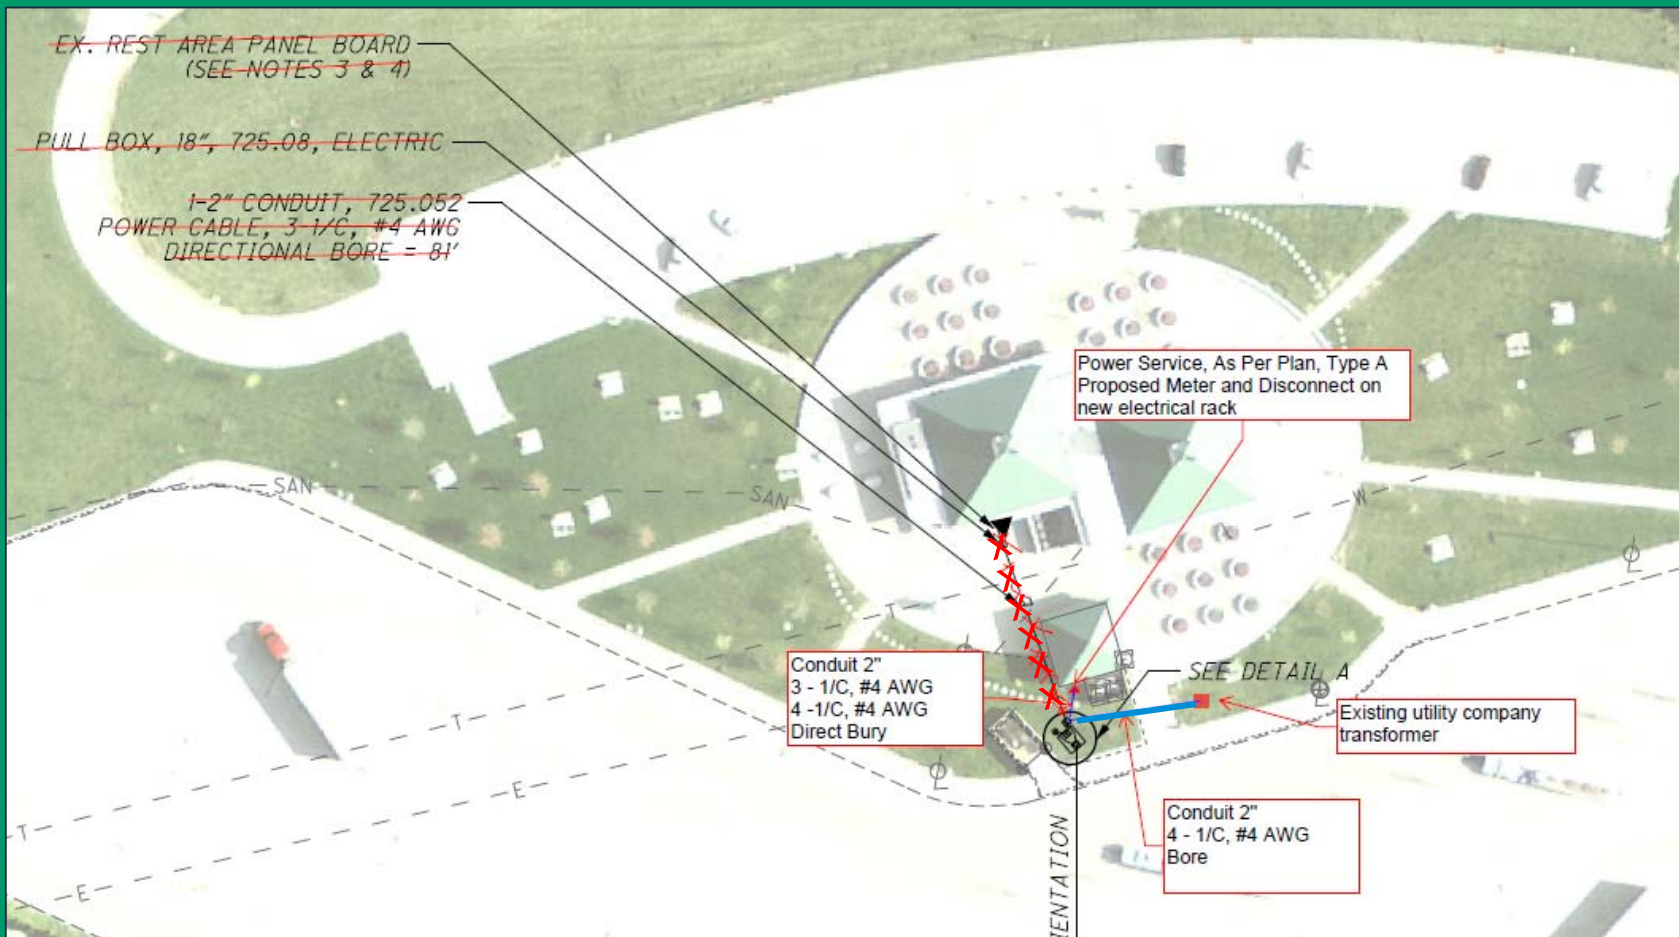 EX. REST AREA PANEL BOARD
(SEE NOTES 3 & 4)
PULL BOX, 18", 725.08, ELECTRIC
1-2" CONDUIT, 725.052
POWER CABLE, 3-1/C, #4 AWG
DIRECTIONAL BORE = 81'
Power Service, As Per Plan, Type A
Proposed Meter and Disconnect on
new electrical rack
SAN
SAN
W
T
Conduit 2"
3 - 1/C, #4 AWG
4 -1/C, #4 AWG
Direct Bury
SEE DETAIL A
Existing utility company
transformer
T
E
T
E
Conduit 2"
4 - 1/C, #4 AWG
Bore
IENTATION